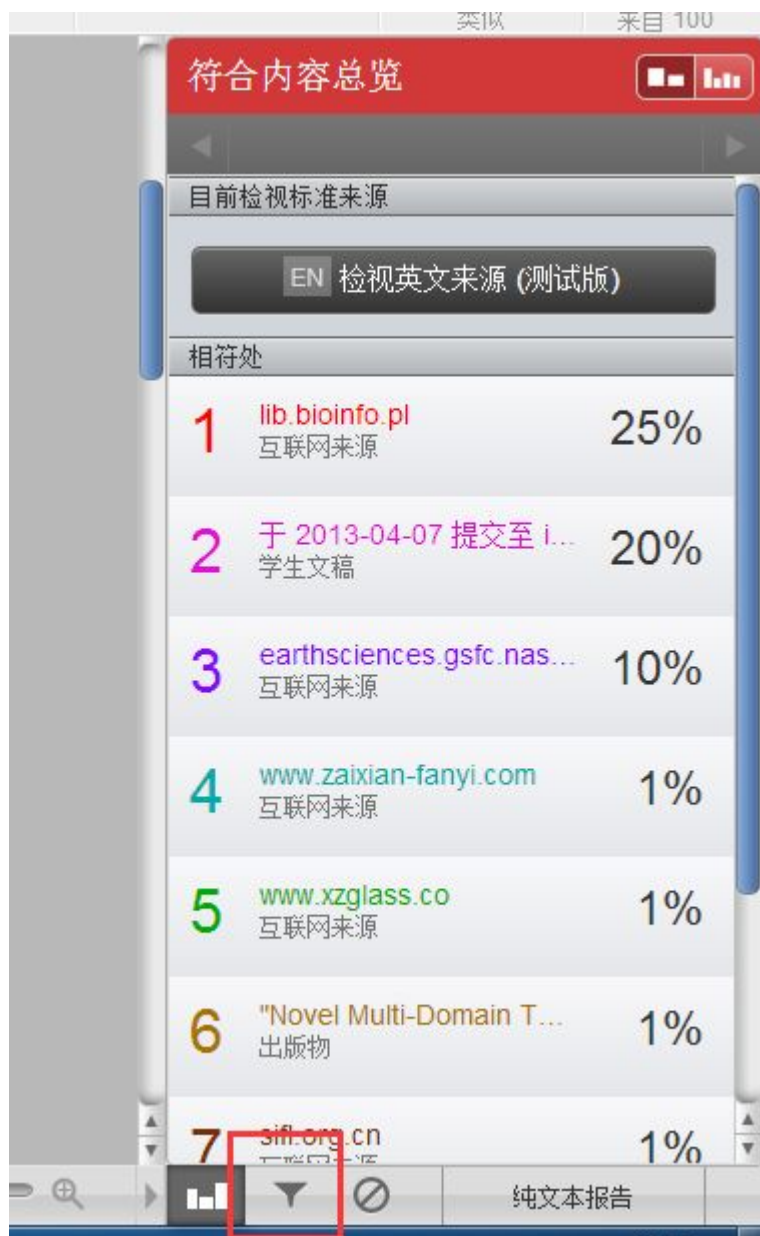 类似
来自 100
符合内容总览
目前检视标准来源
EN 检视英文来源 (测试版)
相符处
1 lib.bioinfo.pl 25%
互联网来源
2 于 2013-04-07 提交至 i... 20%
学生文稿
3 earthsciences.gsfc.nas... 10%
互联网来源
4 www.zaixian-fanyi.com 1%
互联网来源
5 www.xzglass.co 1%
互联网来源
6 "Novel Multi-Domain T... 1%
出版物
7 sifl.org.cn 1%
互联网来源
纯文本报告